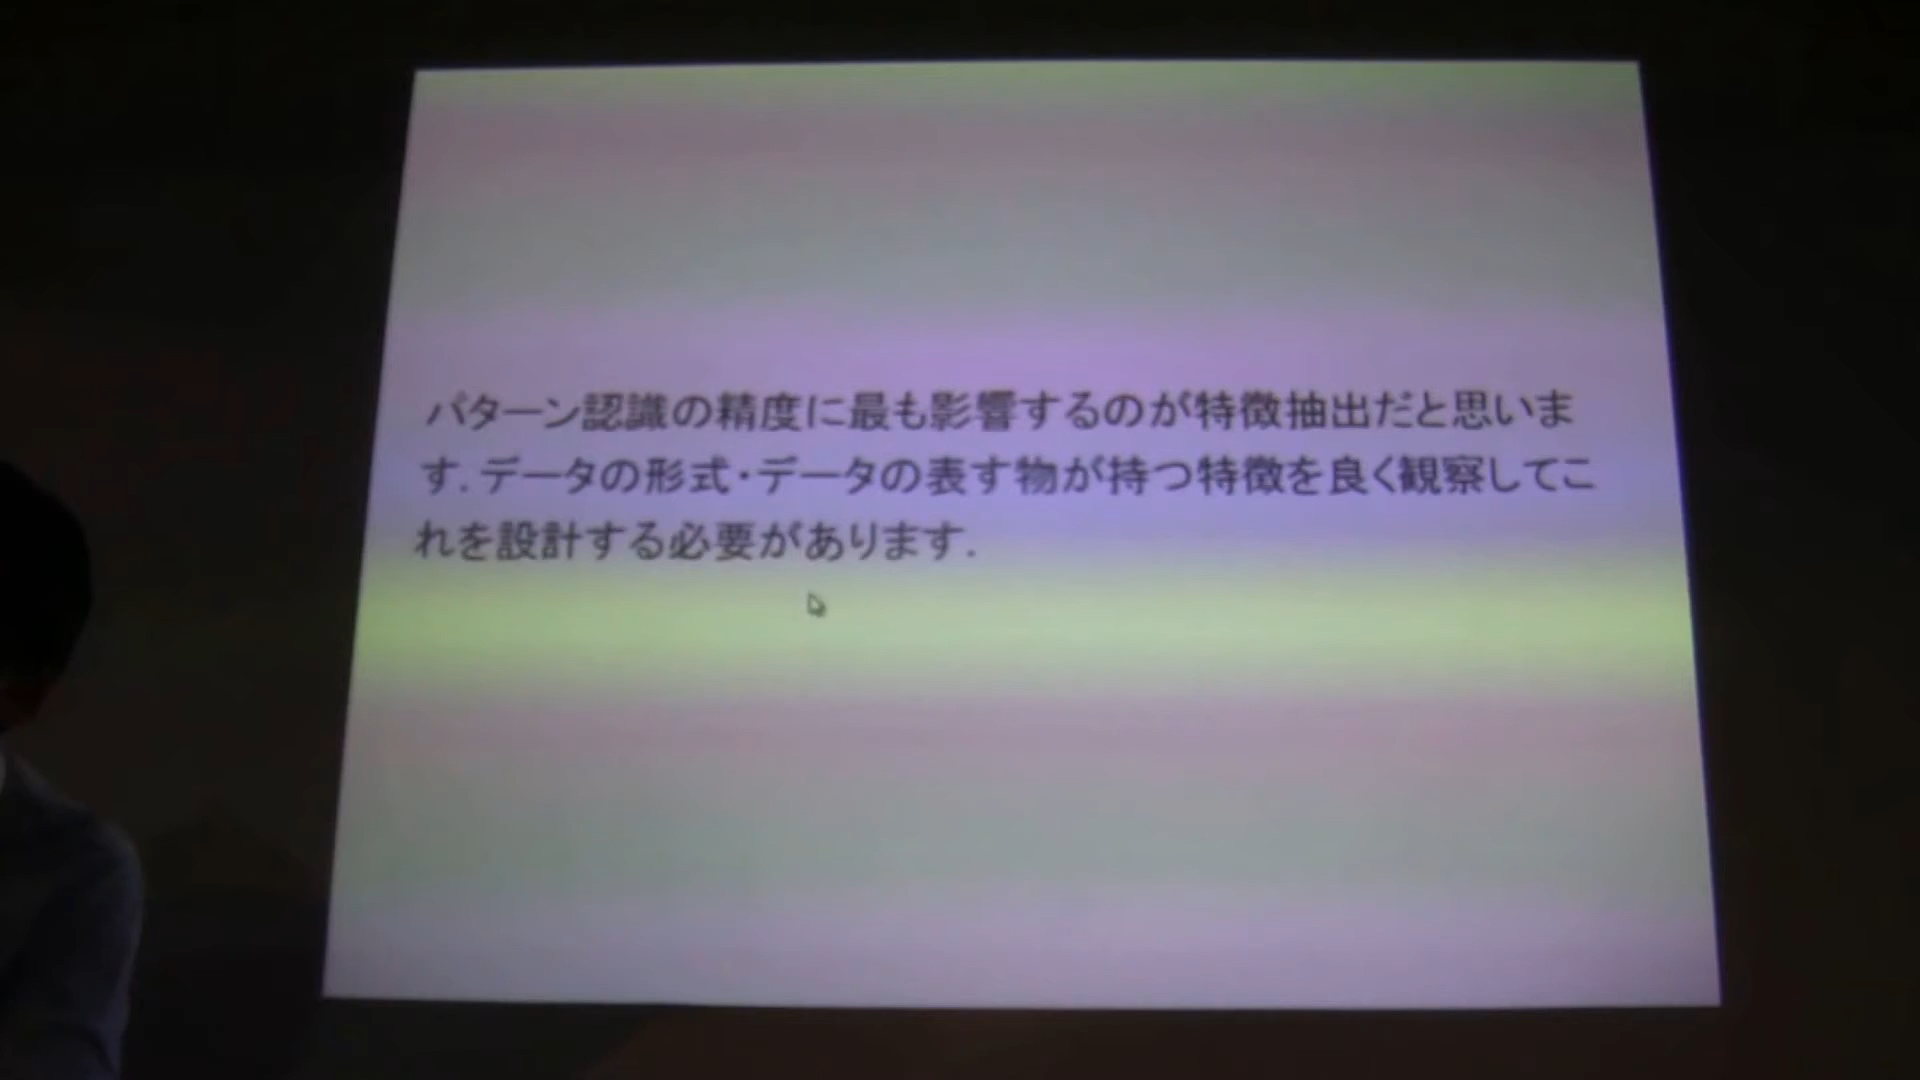 パターン認識の精度に最も影響するのが特徴抽出だと思いま
す.データの形式・データの表す物が持つ特徴を良く観察してこ
れを設計する必要があります.